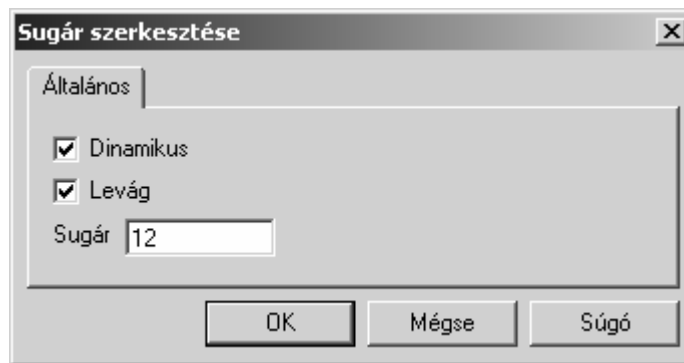 Sugár szerkesztése
Általános
Dinamikus
Levág
Sugár 12
OK Mégse Súgó